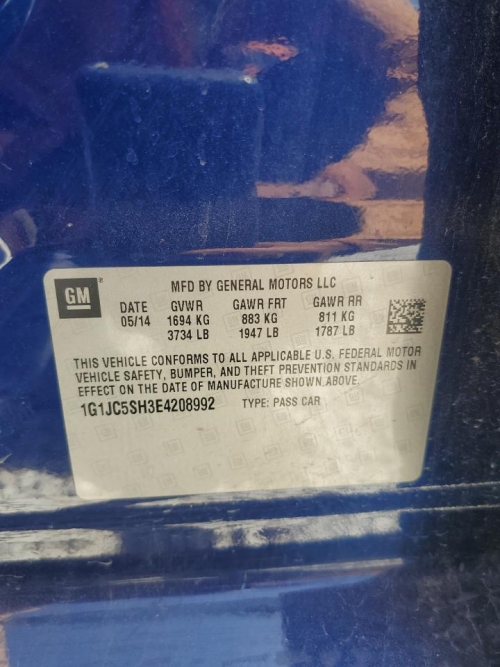 GM
MFD BY GENERAL MOTORS LLC
DATE GVWR GAWR FRT GAWR RR
05/14 1694 KG 883 KG 811 KG
3734 LB 1947 LB 1787 LB
THIS VEHICLE CONFORMS TO ALL APPLICABLE U.S. FEDERAL MOTOR
VEHICLE SAFETY, BUMPER, AND THEFT PREVENTION STANDARDS IN
EFFECT ON THE DATE OF MANUFACTURE SHOWN ABOVE.
1G1JC5SH3E4208992 TYPE: PASS CAR